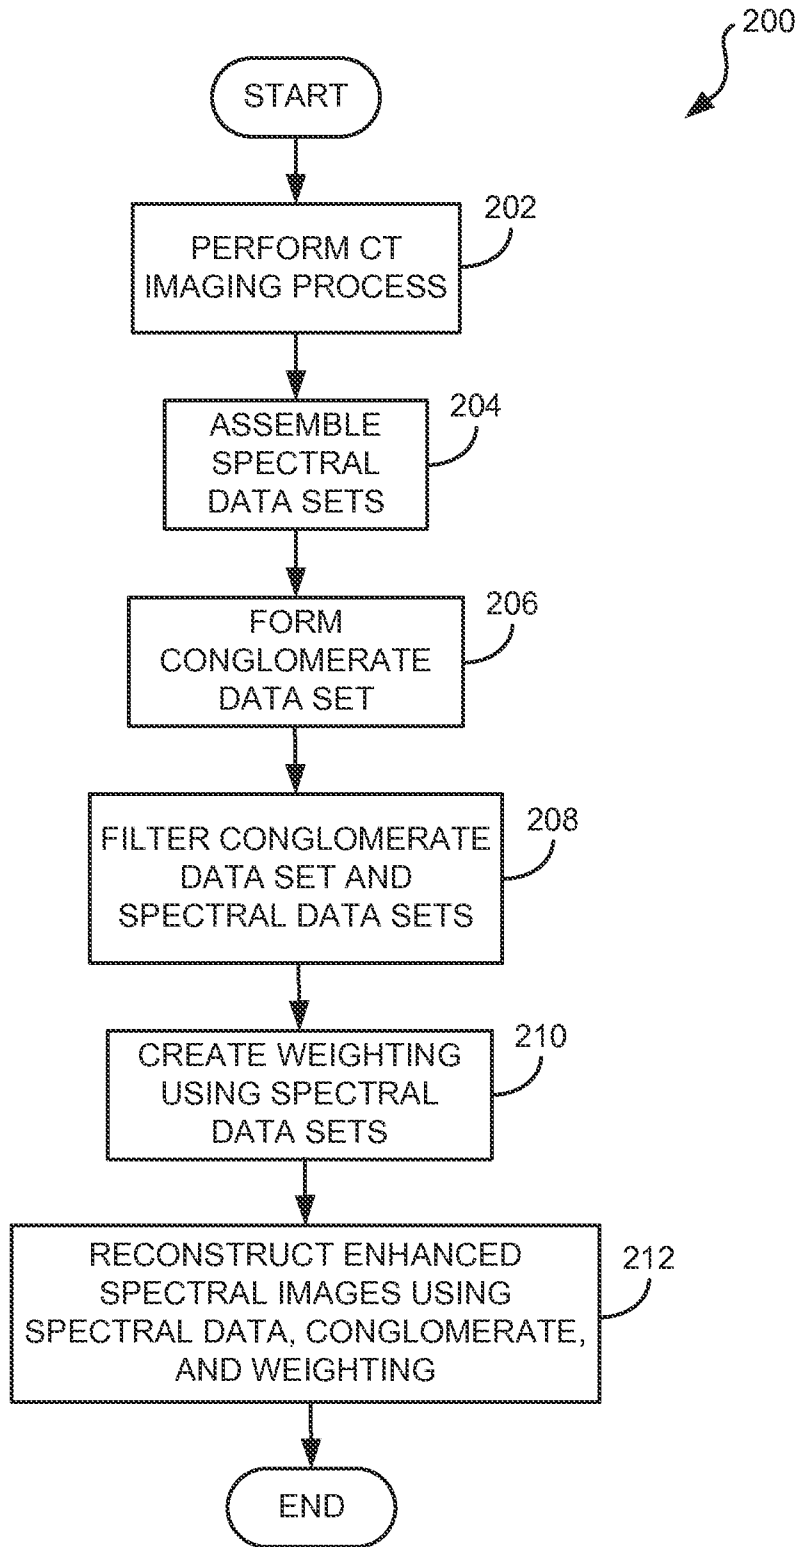 200
START
202
PERFORM CT
IMAGING PROCESS
204
ASSEMBLE
SPECTRAL
DATA SETS
206
FORM
CONGLOMERATE
DATA SET
208
FILTER CONGLOMERATE
DATA SET AND
SPECTRAL DATA SETS
210
CREATE WEIGHTING
USING SPECTRAL
DATA SETS
212
RECONSTRUCT ENHANCED
SPECTRAL IMAGES USING
SPECTRAL DATA, CONGLOMERATE,
AND WEIGHTING
END